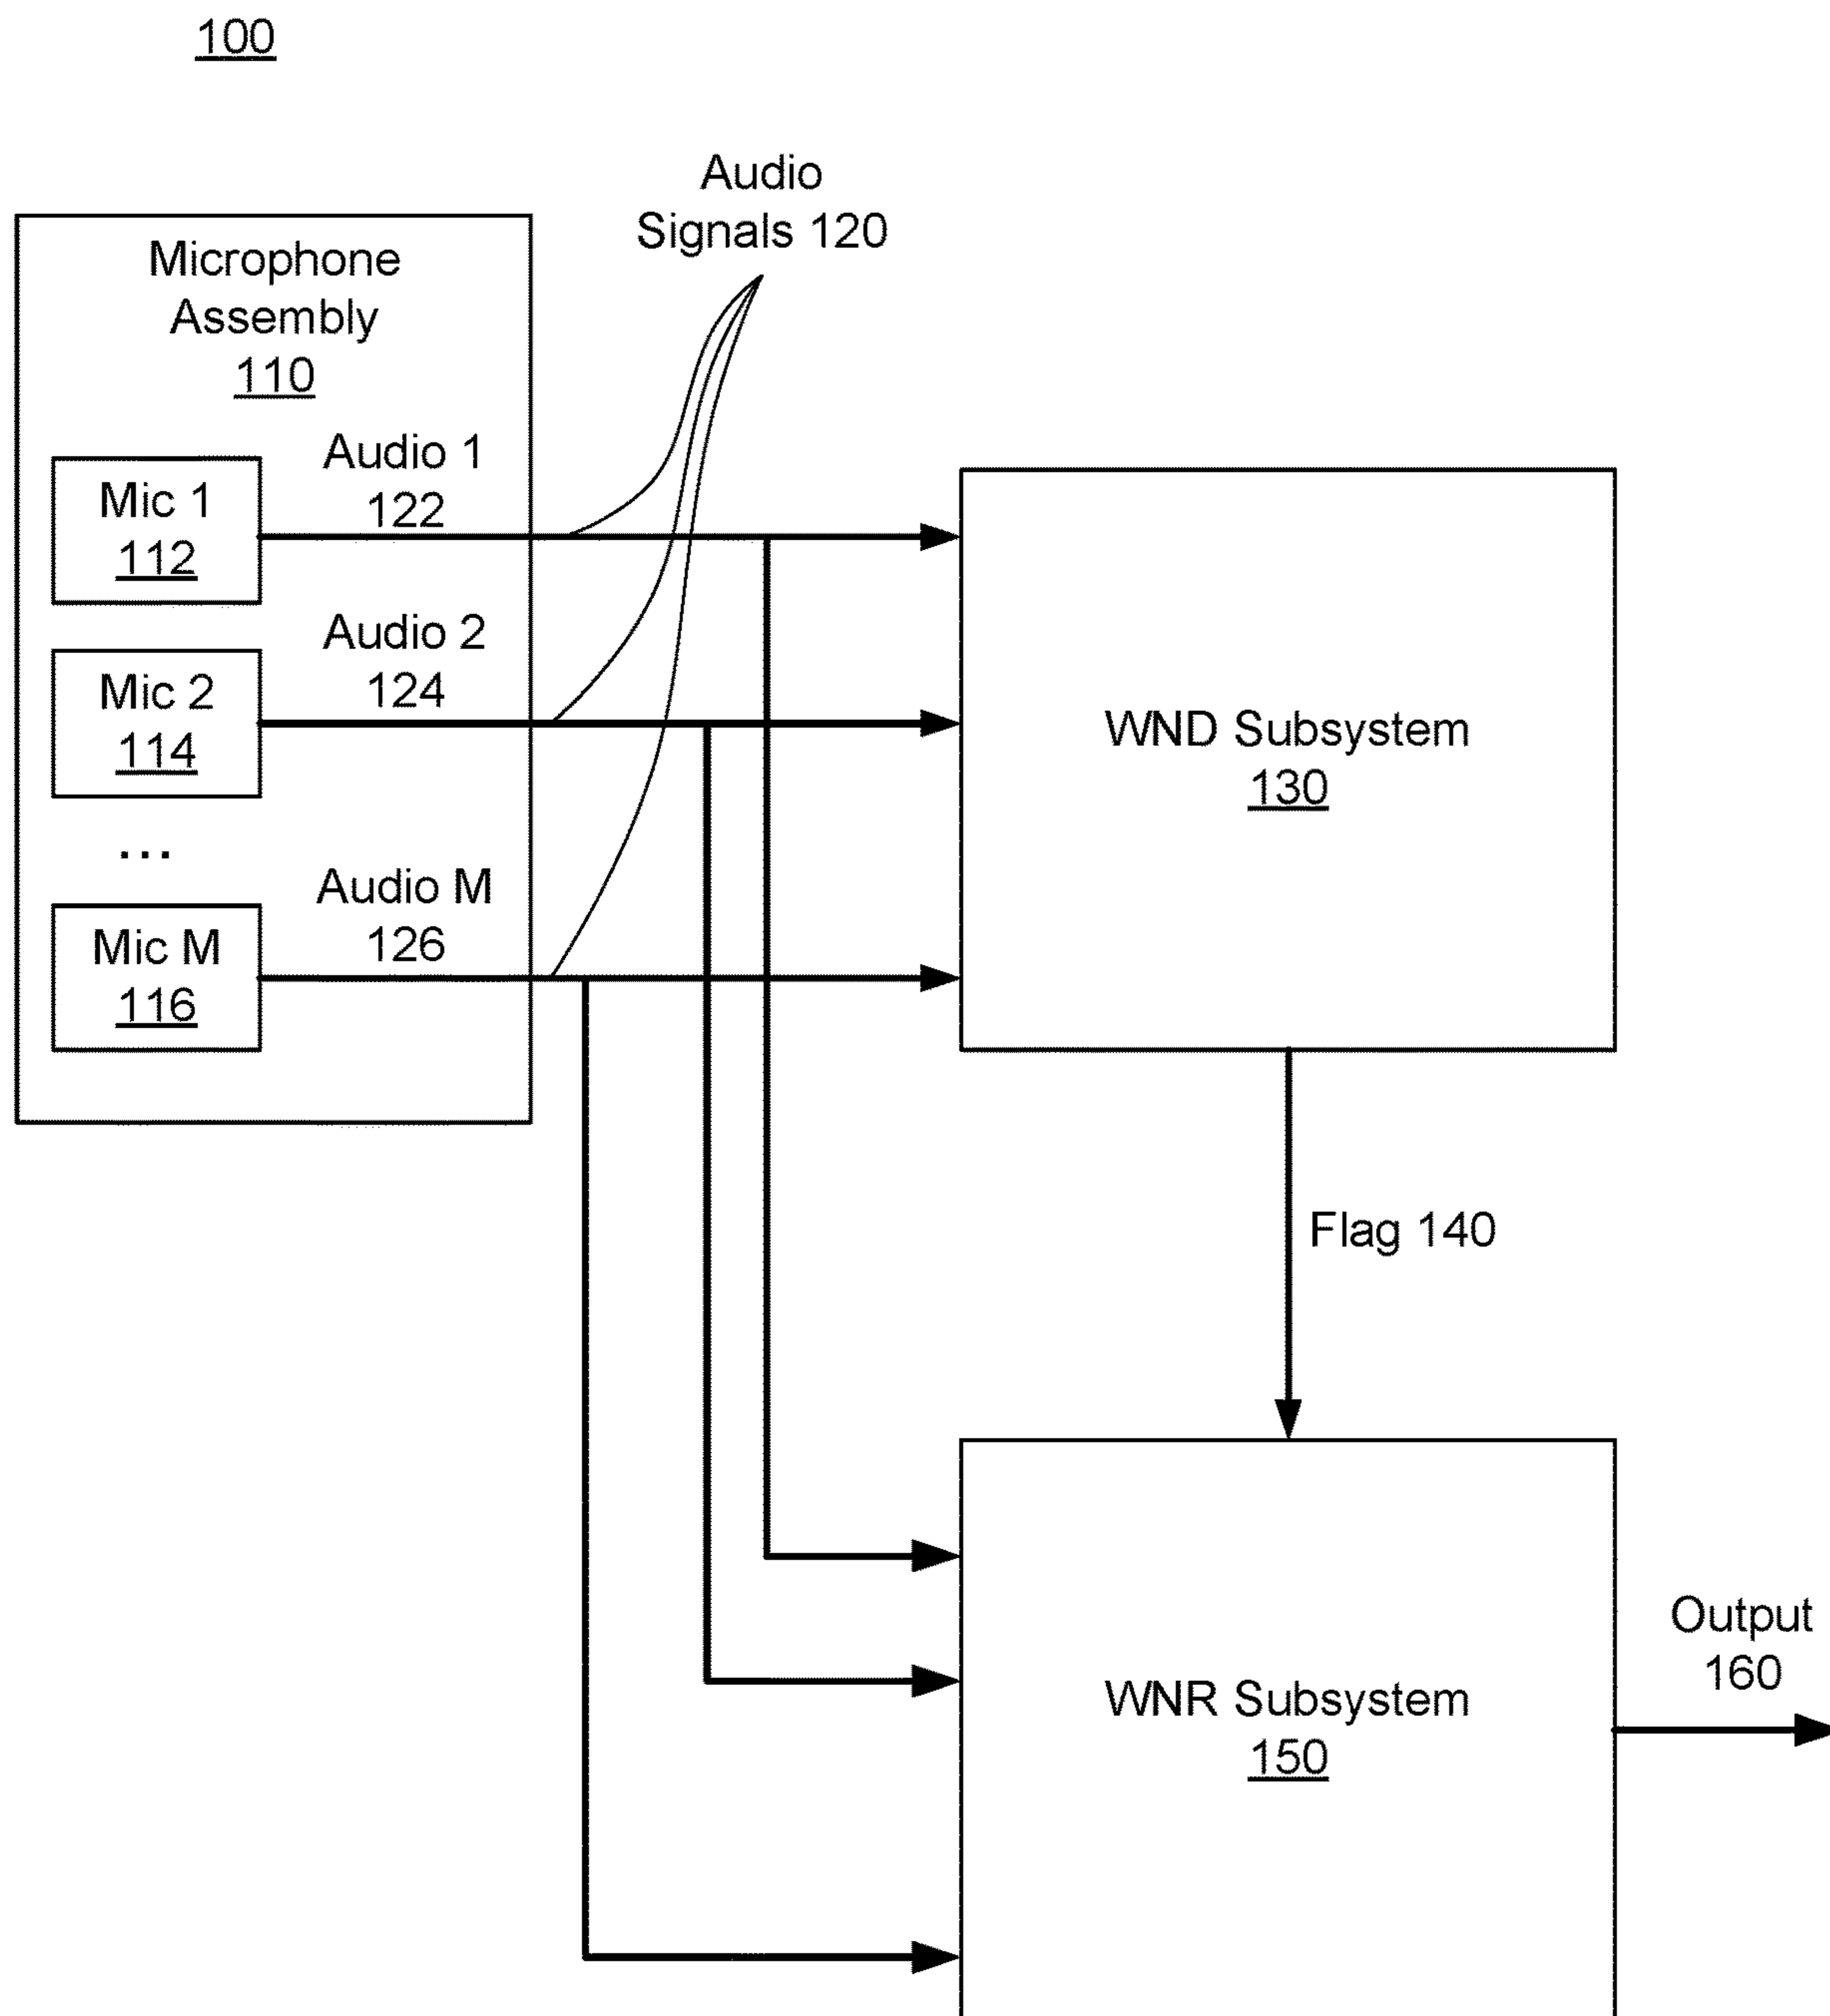 100
Audio
Signals 120
Microphone
Assembly
110
Audio 1
122
Mic 1
112
Audio 2
124
Mic 2
114
...
Audio M
126
Mic M
116
WND Subsystem
130
Flag 140
WNR Subsystem
150
Output
160